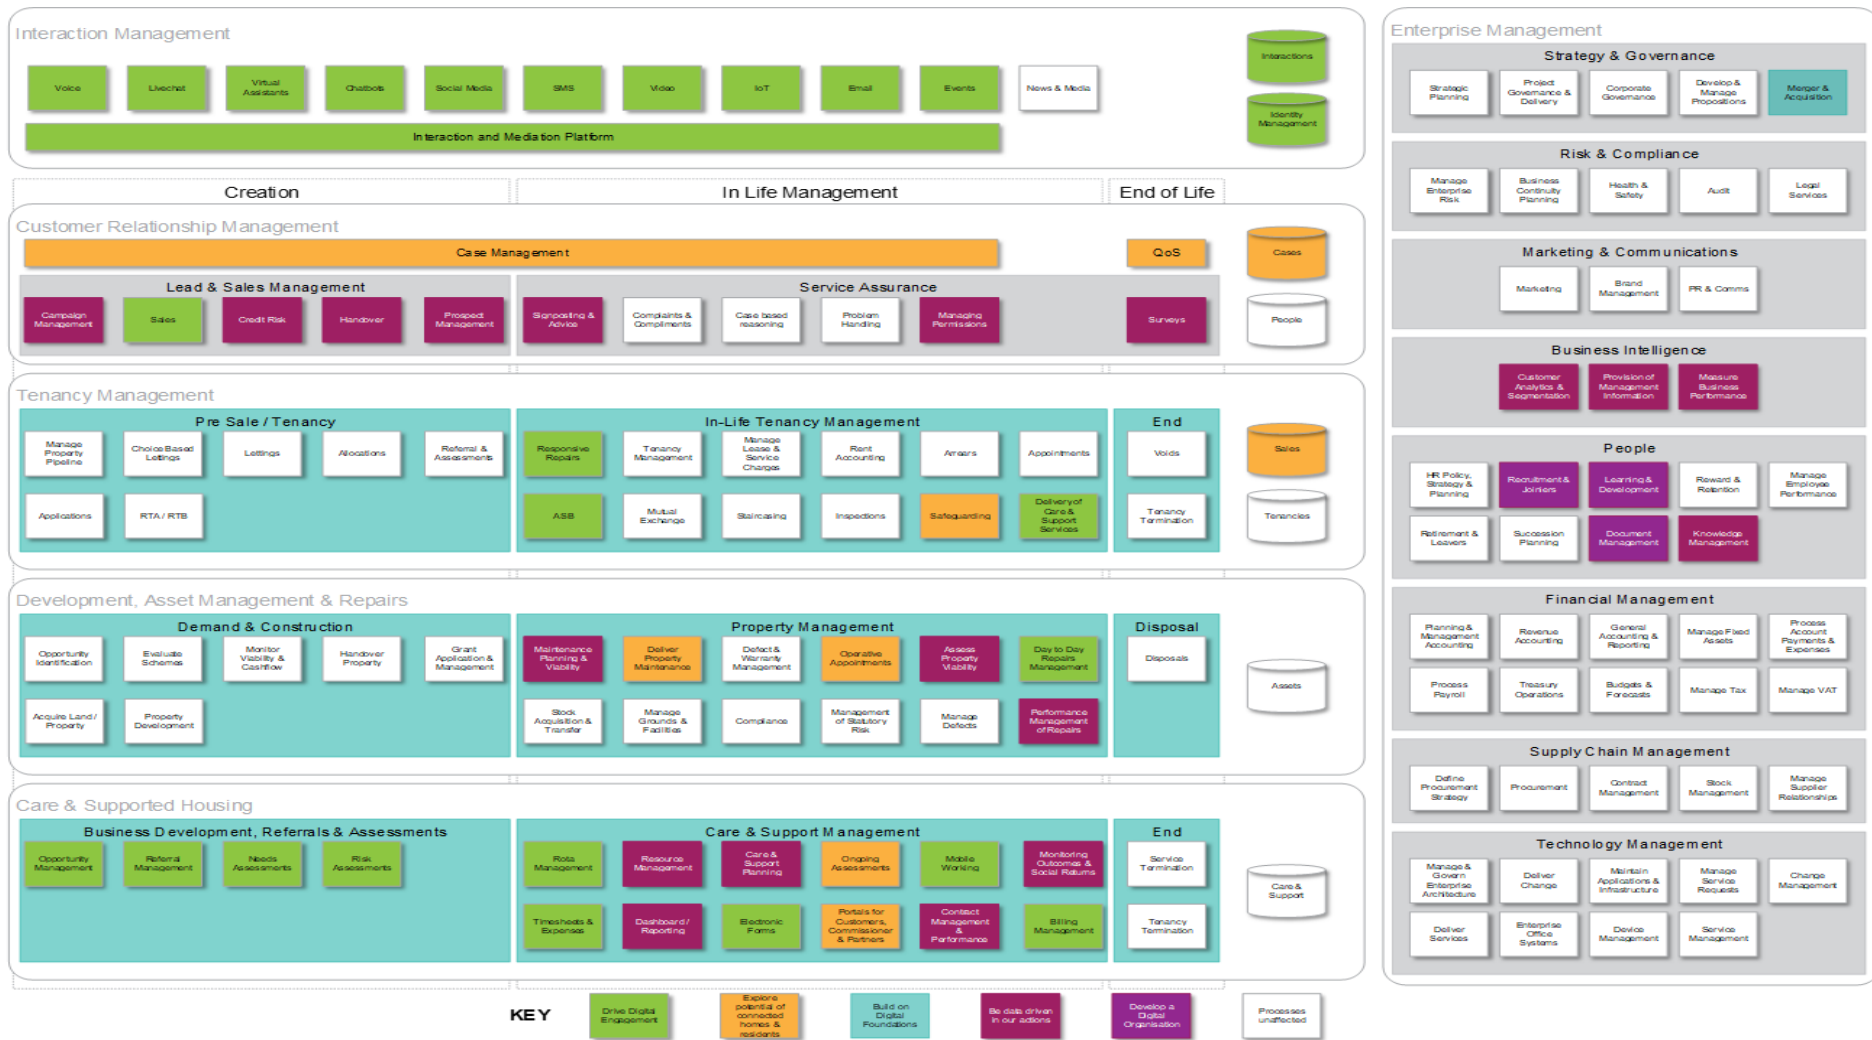 Interaction Management
Voice
Livechat
Virtual
Assistants
Chatbots
Social Media
SMS
Video
IoT
Email
Events
News & Media
Interaction and Mediation Platform
Interactions
Identity
Management
Creation
In Life Management
End of Life
Customer Relationship Management
Case Management
QoS
Cases
Lead & Sales Management
Campaign
Management
Sales
Credit Risk
Handover
Prospect
Management
Service Assurance
Signposting &
Advice
Complaints &
Compliments
Case based
reasoning
Problem
Handling
Managing
Permissions
Surveys
People
Tenancy Management
Pre Sale / Tenancy
Manage
Property
Pipeline
Choice Based
Lettings
Lettings
Allocations
Referral &
Assessments
Applications
RTA / RTB
In-Life Tenancy Management
Responsive
Repairs
Tenancy
Management
Manage
Lease &
Service
Charges
Rent
Accounting
Arrears
Appointments
ASB
Mutual
Exchange
Staircasing
Inspections
Safeguarding
Delivery of
Care &
Support
Services
End
Voids
Tenancy
Termination
Sales
Tenancies
Development, Asset Management & Repairs
Demand & Construction
Opportunity
Identification
Evaluate
Schemes
Monitor
Viability &
Cashflow
Handover
Property
Grant
Application &
Management
Acquire Land /
Property
Property
Development
Property Management
Maintenance
Planning &
Viability
Deliver
Property
Maintenance
Defect &
Warranty
Management
Operative
Appointments
Assess
Property
Viability
Day to Day
Repairs
Management
Stock
Acquisition &
Transfer
Manage
Grounds &
Facilities
Compliance
Management
of Statutory
Risk
Manage
Defects
Performance
Management
of Repairs
Disposal
Disposals
Assets
Care & Supported Housing
Business Development, Referrals & Assessments
Opportunity
Management
Referral
Management
Needs
Assessments
Risk
Assessments
Care & Support Management
Rota
Management
Resource
Management
Care &
Support
Planning
Ongoing
Assessments
Mobile
Working
Monitoring
Outcomes &
Social Returns
Timesheets &
Expenses
Dashboard /
Reporting
Electronic
Forms
Portals for
Customers,
Commissioner
& Partners
Contract
Management
&
Performance
Billing
Management
End
Service
Termination
Tenancy
Termination
Care &
Support
KEY
Drive Digital
Engagement
Explore
potential of
connected
homes &
residents
Build on
Digital
Foundations
Be data driven
in our actions
Develop a
Digital
Organisation
Processes
unaffected
Enterprise Management
Strategy & Governance
Strategic
Planning
Project
Governance &
Delivery
Corporate
Governance
Develop &
Manage
Propositions
Merger &
Acquisition
Risk & Compliance
Manage
Enterprise
Risk
Business
Continuity
Planning
Health &
Safety
Audit
Legal
Services
Marketing & Communications
Marketing
Brand
Management
PR & Comms
Business Intelligence
Customer
Analytics &
Segmentation
Provision of
Management
Information
Measure
Business
Performance
People
HR Policy,
Strategy &
Planning
Recruitment &
Joiners
Learning &
Development
Reward &
Retention
Manage
Employee
Performance
Retirement &
Leavers
Succession
Planning
Document
Management
Knowledge
Management
Financial Management
Planning &
Management
Accounting
Revenue
Accounting
General
Accounting &
Reporting
Manage Fixed
Assets
Process
Account
Payments &
Expenses
Process
Payroll
Treasury
Operations
Budgets &
Forecasts
Manage Tax
Manage VAT
Supply Chain Management
Define
Procurement
Strategy
Procurement
Contract
Management
Stock
Management
Manage
Supplier
Relationships
Technology Management
Manage &
Govern
Enterprise
Architecture
Deliver
Change
Maintain
Applications &
Infrastructure
Manage
Service
Requests
Change
Management
Deliver
Services
Enterprise
Office
Systems
Device
Management
Service
Management